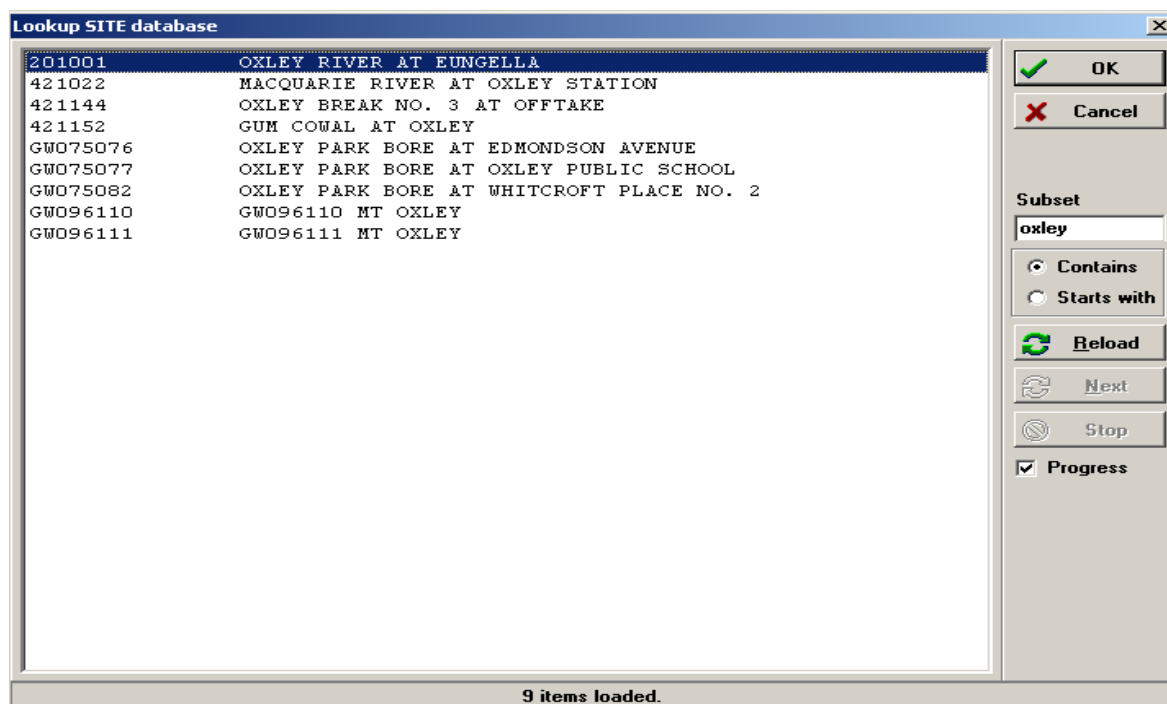 Lookup SITE database
201001 OXLEY RIVER AT EUNGELLA
421022 MACQUARIE RIVER AT OXLEY STATION
421144 OXLEY BREAK NO. 3 AT OFFTAKE
421152 GUM COWAL AT OXLEY
GW075076 OXLEY PARK BORE AT EDMONDSON AVENUE
GW075077 OXLEY PARK BORE AT OXLEY PUBLIC SCHOOL
GW075082 OXLEY PARK BORE AT WHITCROFT PLACE NO. 2
GW096110 GW096110 MT OXLEY
GW096111 GW096111 MT OXLEY
OK
Cancel
Subset
oxley
Contains
Starts with
Reload
Next
Stop
Progress
9 items loaded.